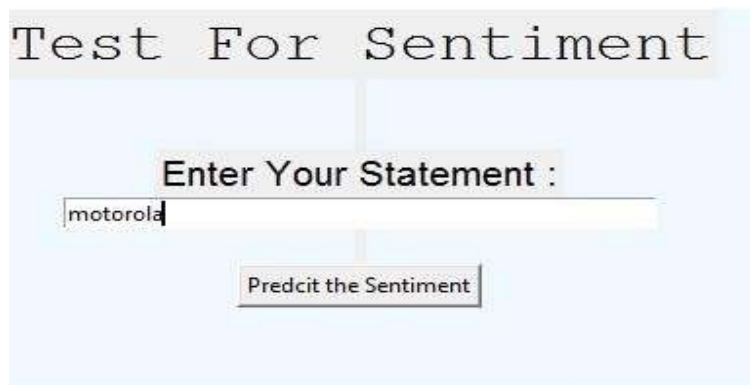 Test For Sentiment
Enter Your Statement :
motorola
Predcit the Sentiment